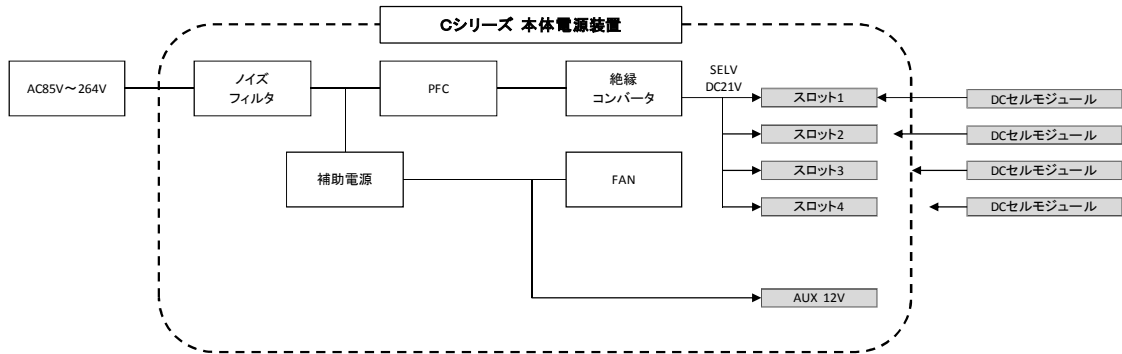 Cシリーズ 本体電源装置
AC85V～264V
ノイズ
フィルタ
PFC
絶縁
コンバータ
SELV
DC21V
スロット1
DCセルモジュール
スロット2
DCセルモジュール
スロット3
DCセルモジュール
スロット4
DCセルモジュール
補助電源
FAN
AUX 12V